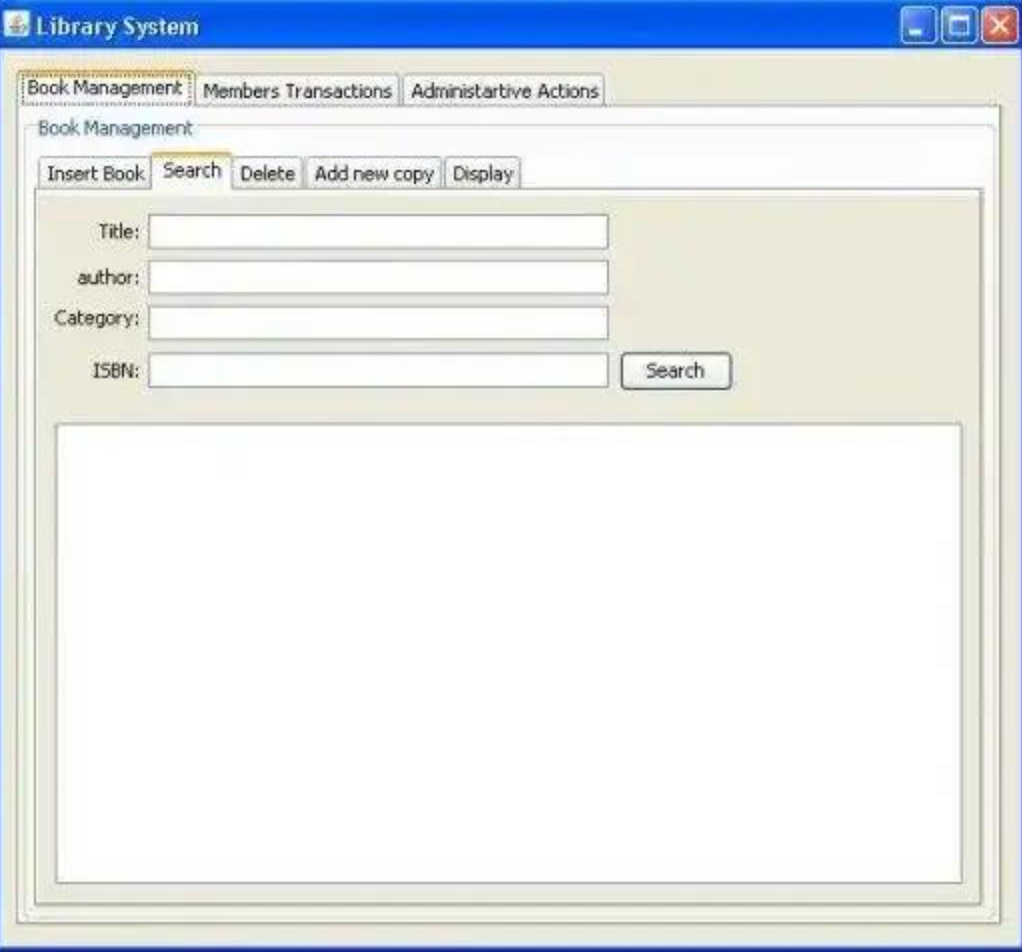 Library System
Book Management Members Transactions Administartive Actions
Book Management
Insert Book Search Delete Add new copy Display
Title:
author:
Category:
ISBN: Search